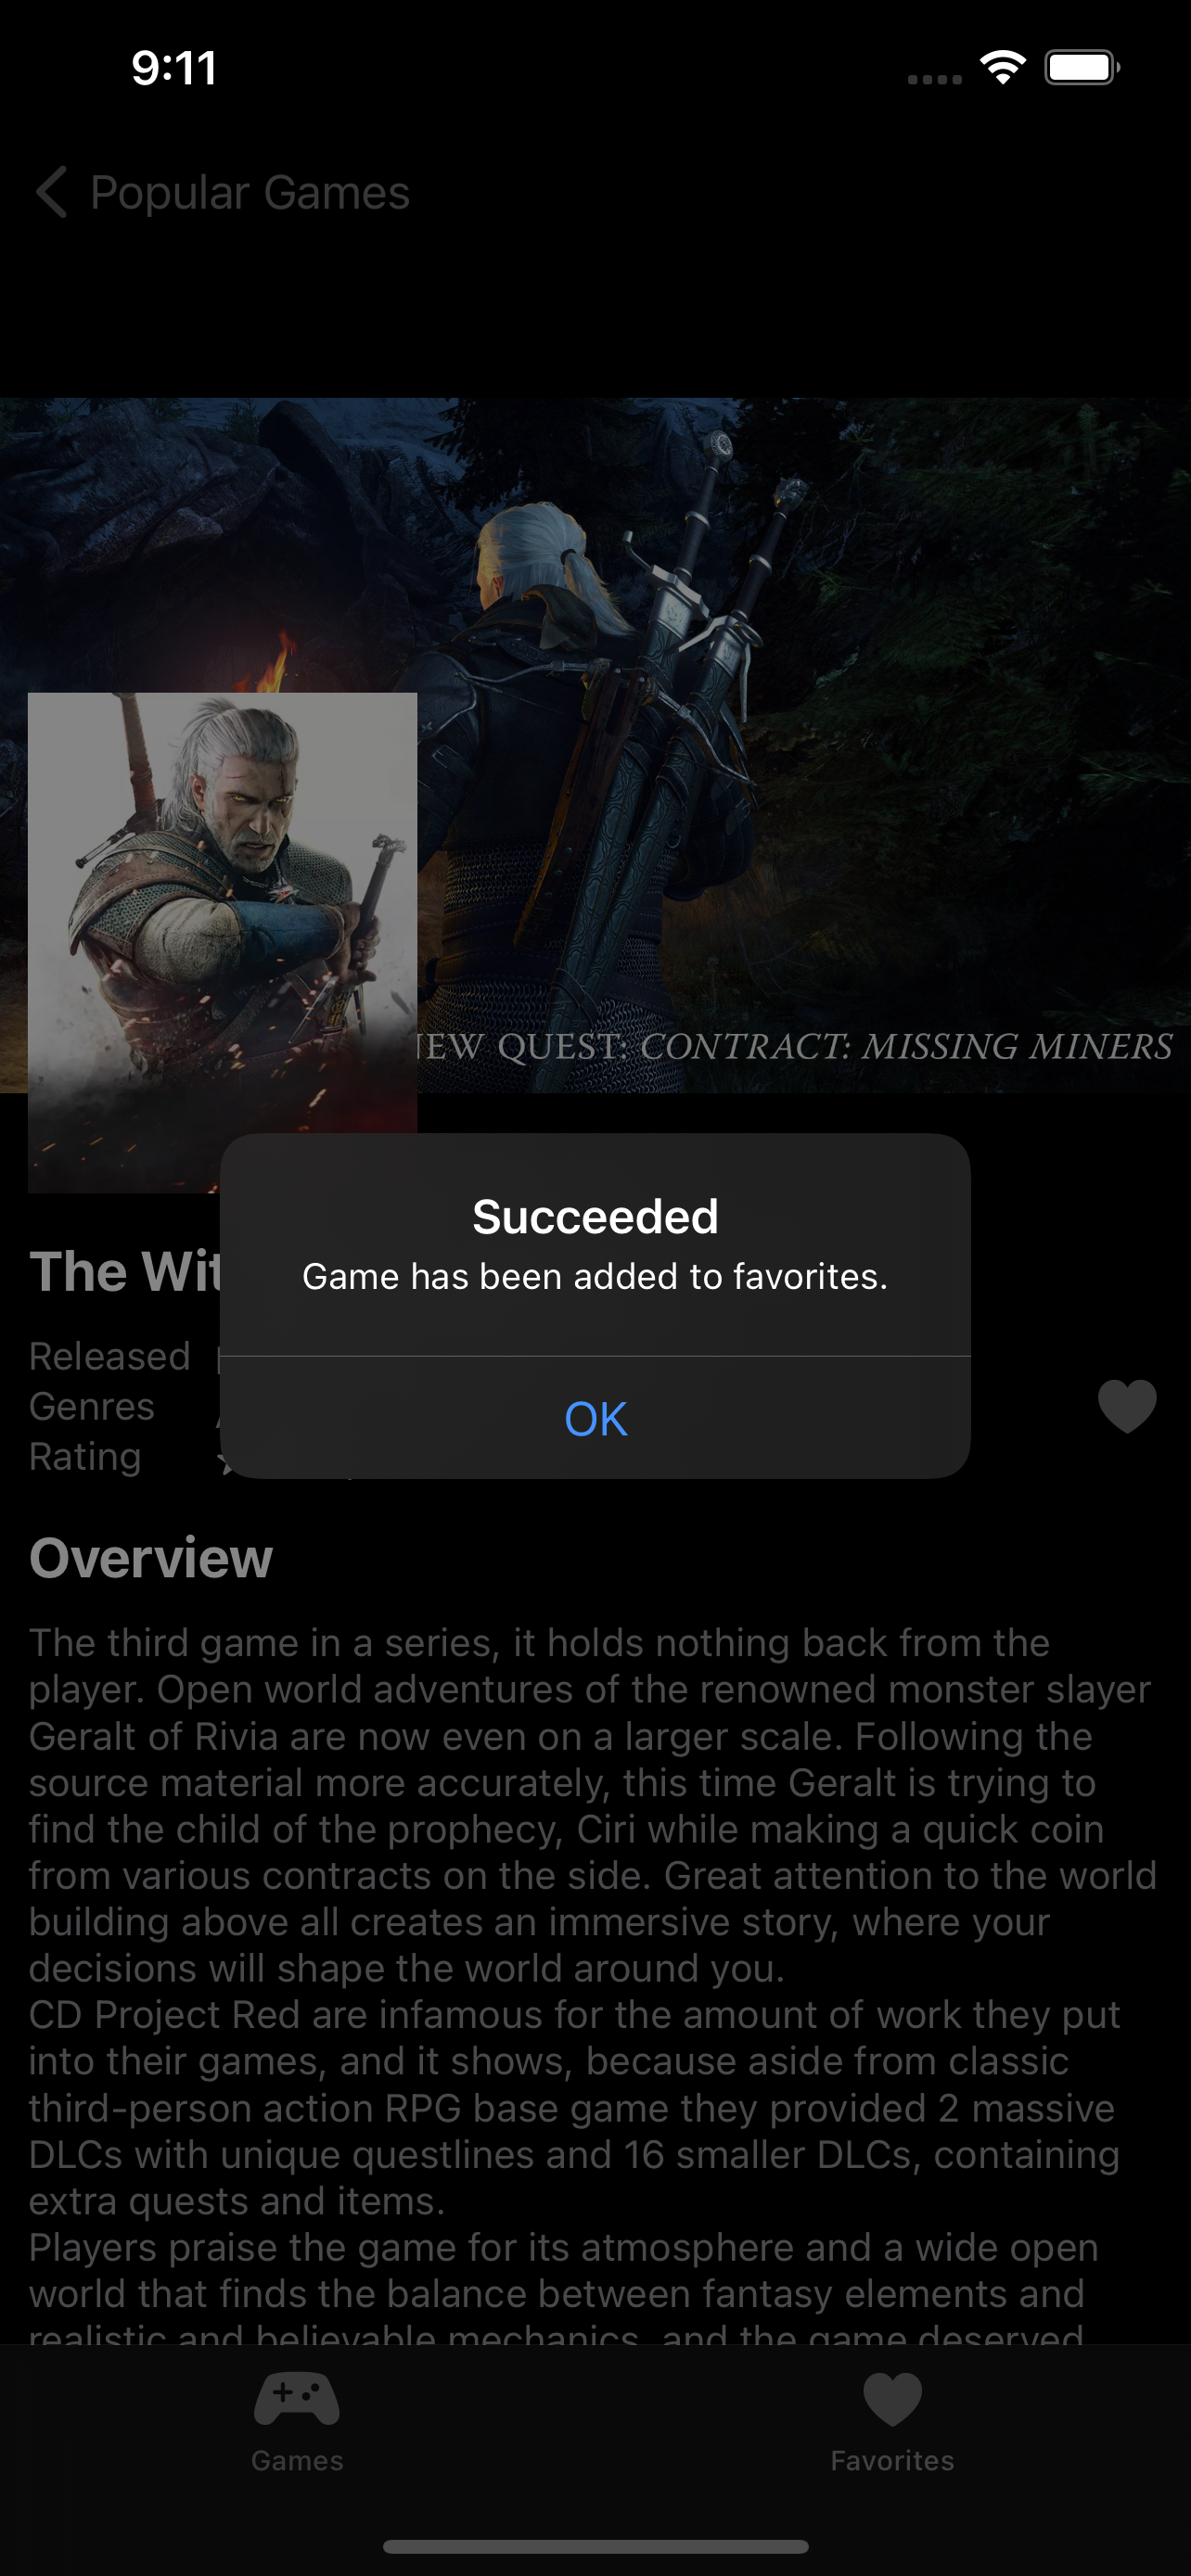 9:11
Popular Games
EW QUEST: CONTRACT: MISSING MINERS
Succeeded
Game has been added to favorites.
The Wit
Released
Genres
Rating
OK
Overview
The third game in a series, it holds nothing back from the
player. Open world adventures of the renowned monster slayer
Geralt of Rivia are now even on a larger scale. Following the
source material more accurately, this time Geralt is trying to
find the child of the prophecy, Ciri while making a quick coin
from various contracts on the side. Great attention to the world
building above all creates an immersive story, where your
decisions will shape the world around you.
CD Project Red are infamous for the amount of work they put
into their games, and it shows, because aside from classic
third-person action RPG base game they provided 2 massive
DLCs with unique questlines and 16 smaller DLCs, containing
extra quests and items.
Players praise the game for its atmosphere and a wide open
world that finds the balance between fantasy elements and
realistic and believable mechanics, and the game deserved
Games
Favorites